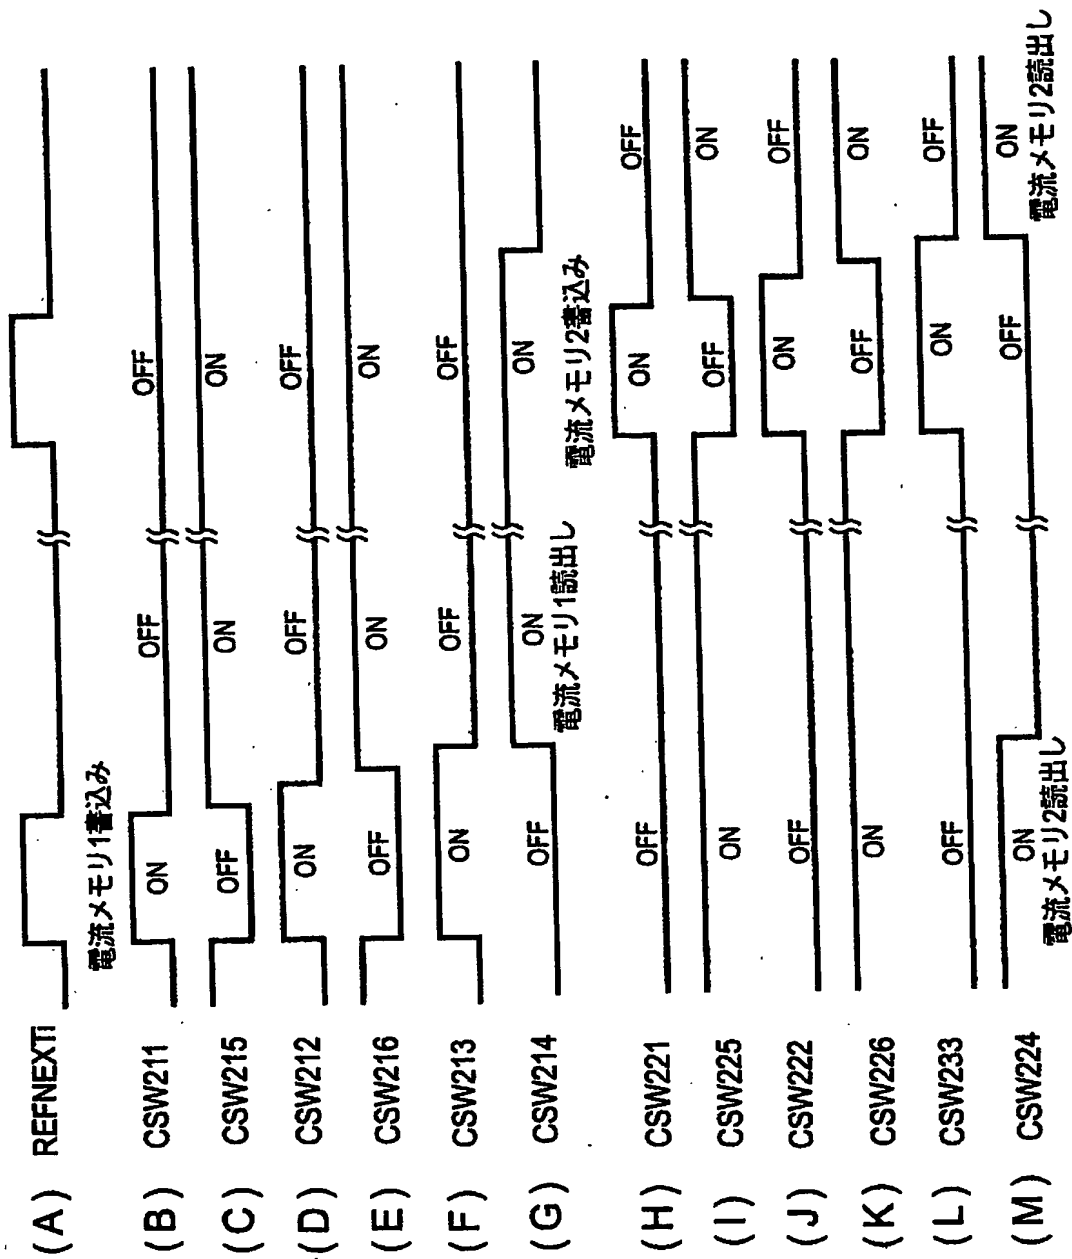 (A) REFNEXTi
電流メモリ1書込み
(B) CSW211 ON OFF OFF
(C) CSW215 OFF ON ON
(D) CSW212 ON OFF OFF
(E) CSW216 OFF ON ON
(F) CSW213 ON OFF OFF
(G) CSW214 OFF ON ON
電流メモリ1読出し 電流メモリ2書込み
(H) CSW221 OFF ON OFF
(I) CSW225 ON OFF ON
(J) CSW222 OFF ON OFF
(K) CSW226 ON OFF ON
(L) CSW233 OFF ON OFF
(M) CSW224 ON OFF ON
電流メモリ2読出し 電流メモリ2読出し